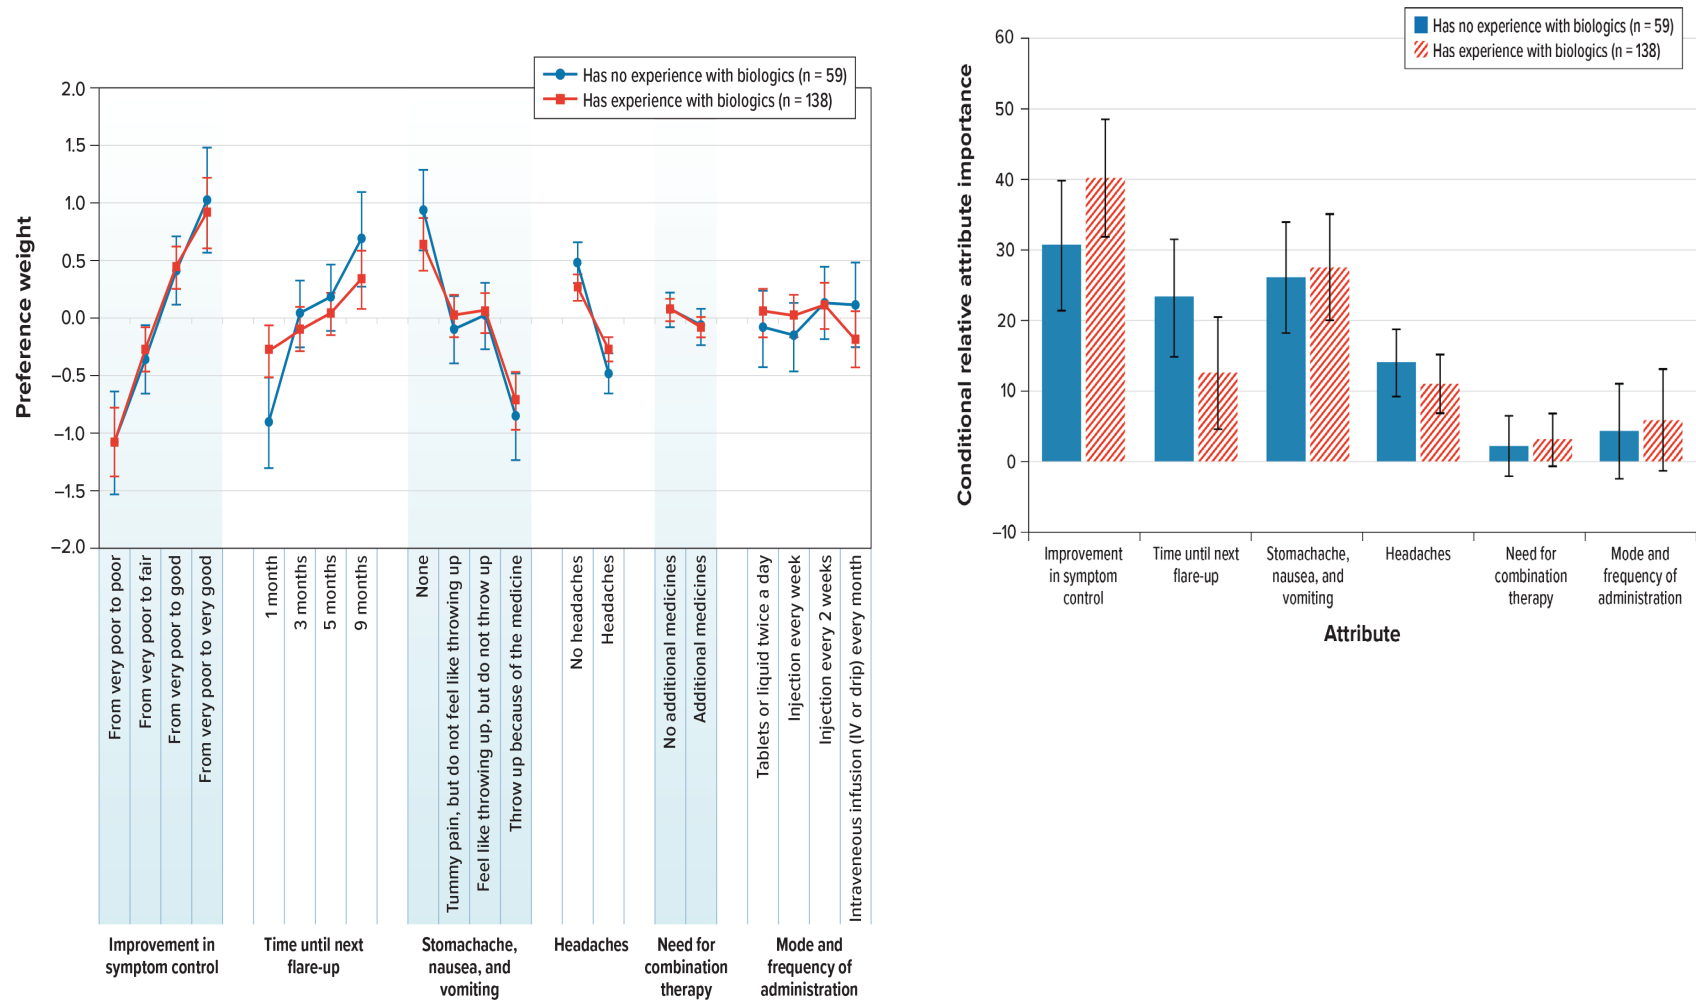 Has no experience with biologics (n = 59)
Has experience with biologics (n = 138)
2.0
1.5
1.0
0.5
0.0
−0.5
−1.0
−1.5
−2.0
Preference weight
From very poor to poor
From very poor to fair
From very poor to good
From very poor to very good
1 month
3 months
5 months
9 months
None
Tummy pain, but do not feel like throwing up
Feel like throwing up, but do not throw up
Throw up because of the medicine
No headaches
Headaches
No additional medicines
Additional medicines
Tablets or liquid twice a day
Injection every week
Injection every 2 weeks
Intraveneous infusion (IV or drip) every month
Improvement in
symptom control
Time until next
flare-up
Stomachache,
nausea, and
vomiting
Headaches
Need for
combination
therapy
Mode and
frequency of
administration
Has no experience with biologics (n = 59)
Has experience with biologics (n = 138)
60
50
40
30
20
10
0
−10
Conditional relative attribute importance
Improvement
in symptom
control
Time until next
flare-up
Stomachache,
nausea, and
vomiting
Headaches
Need for
combination
therapy
Mode and
frequency of
administration
Attribute